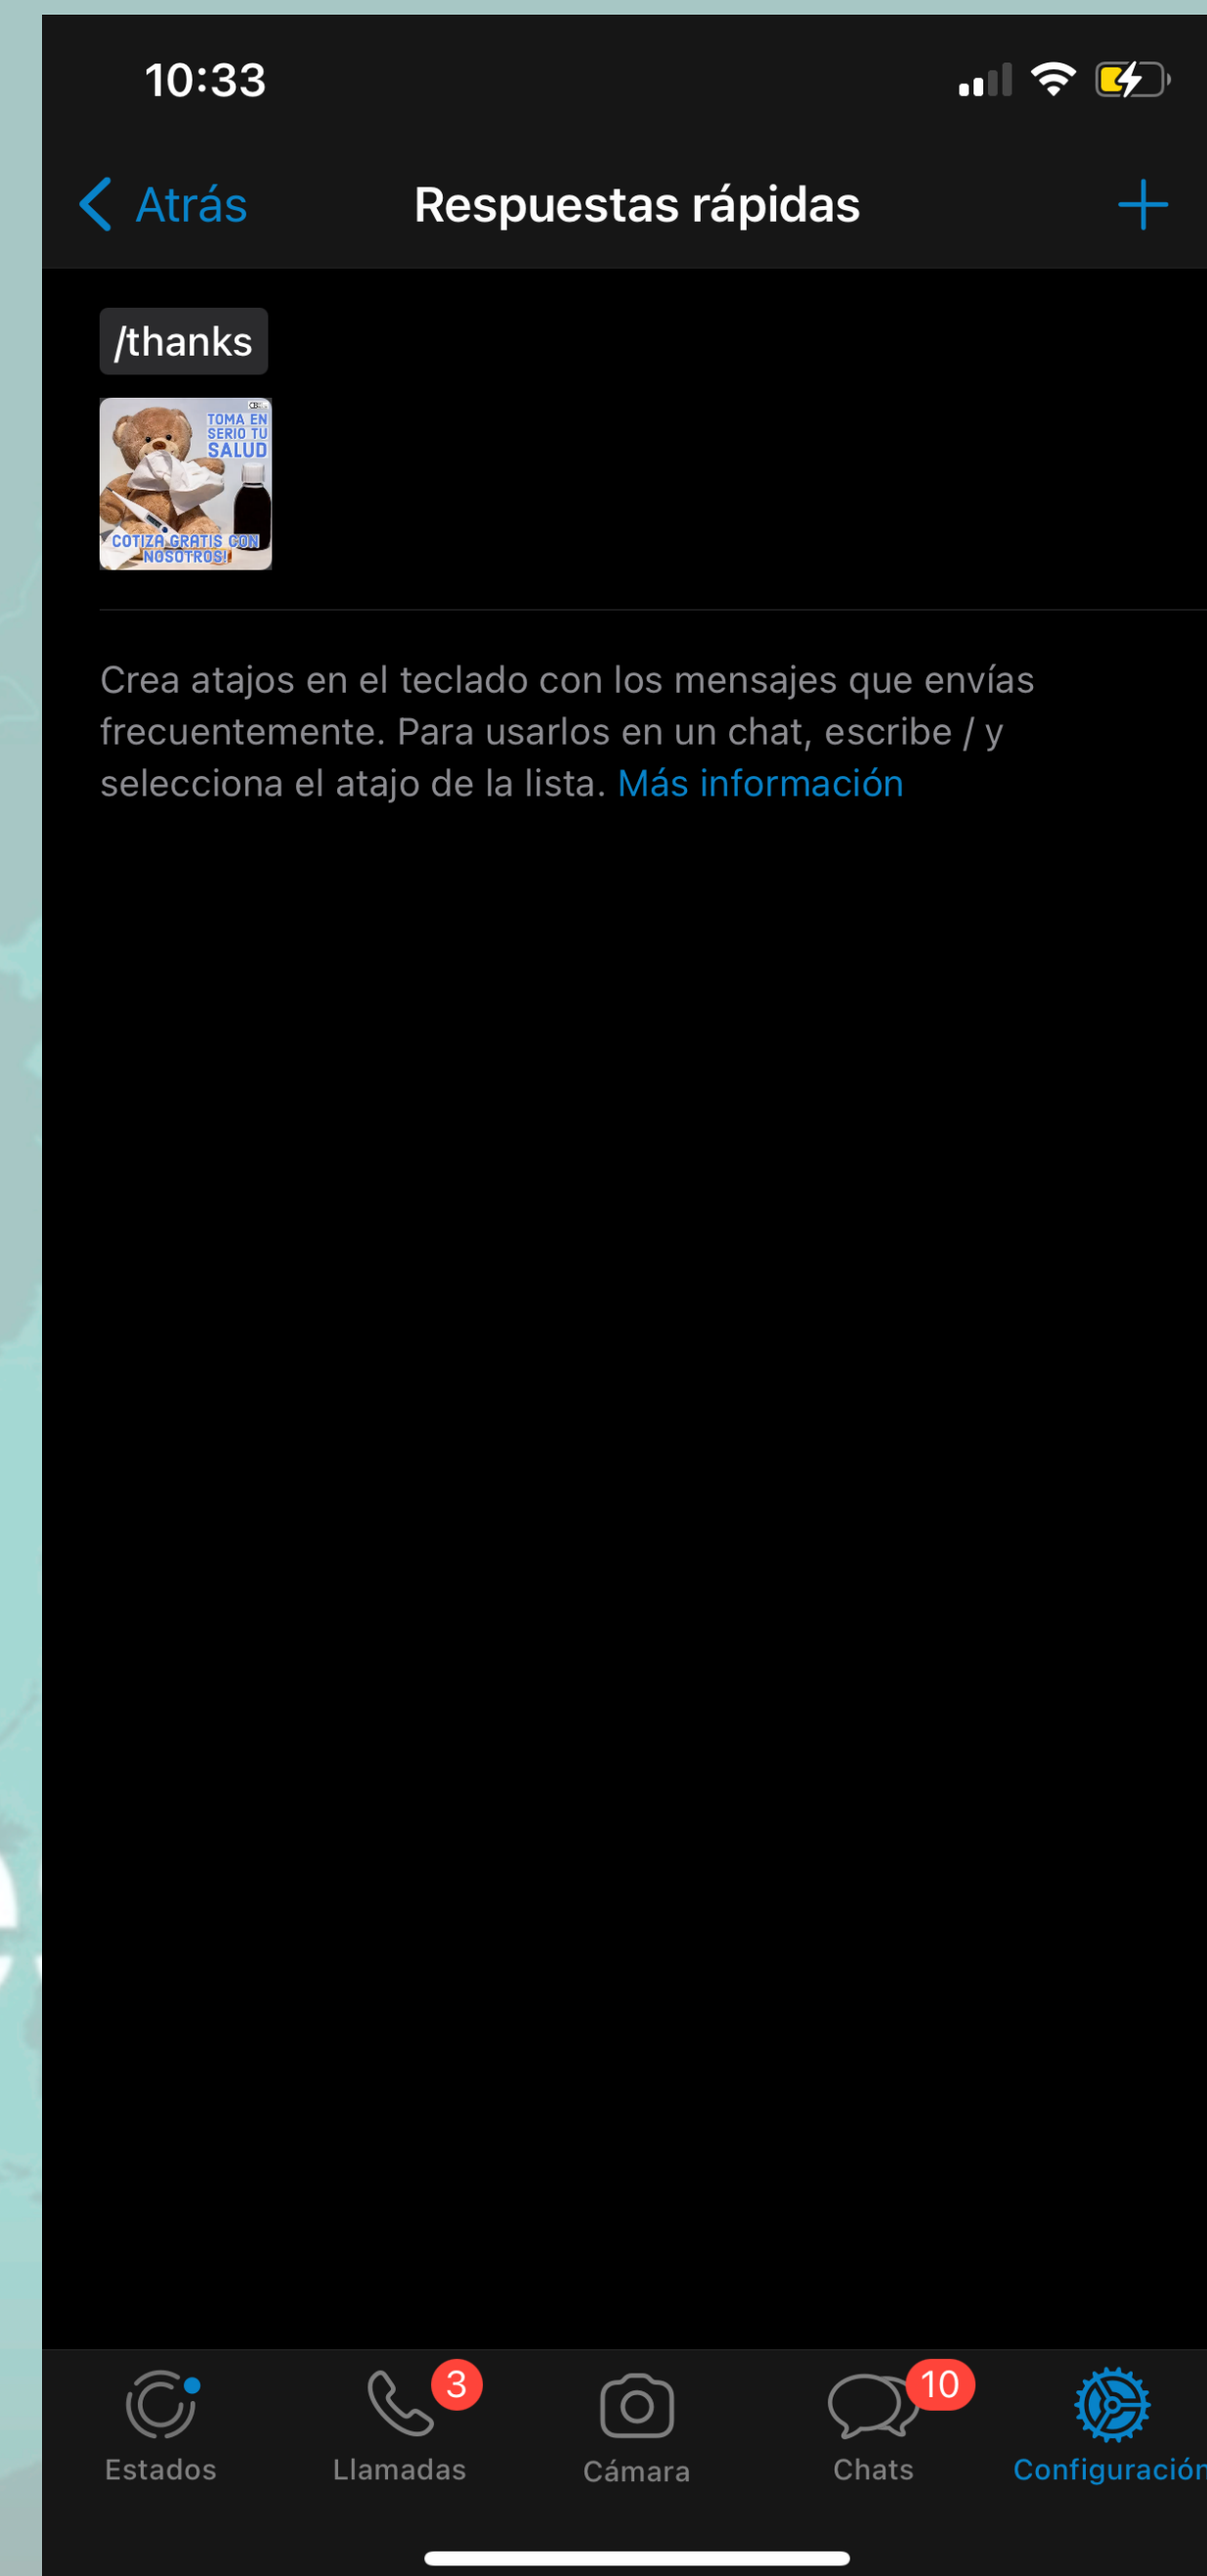 10:33
Atrás
Respuestas rápidas
/thanks
TOMA EN
SERIO TU
SALUD
COTIZA GRATIS CON
NOSOTROS!
Crea atajos en el teclado con los mensajes que envías
frecuentemente. Para usarlos en un chat, escribe / y
selecciona el atajo de la lista. Más información
3
10
Estados
Llamadas
Cámara
Chats
Configuración